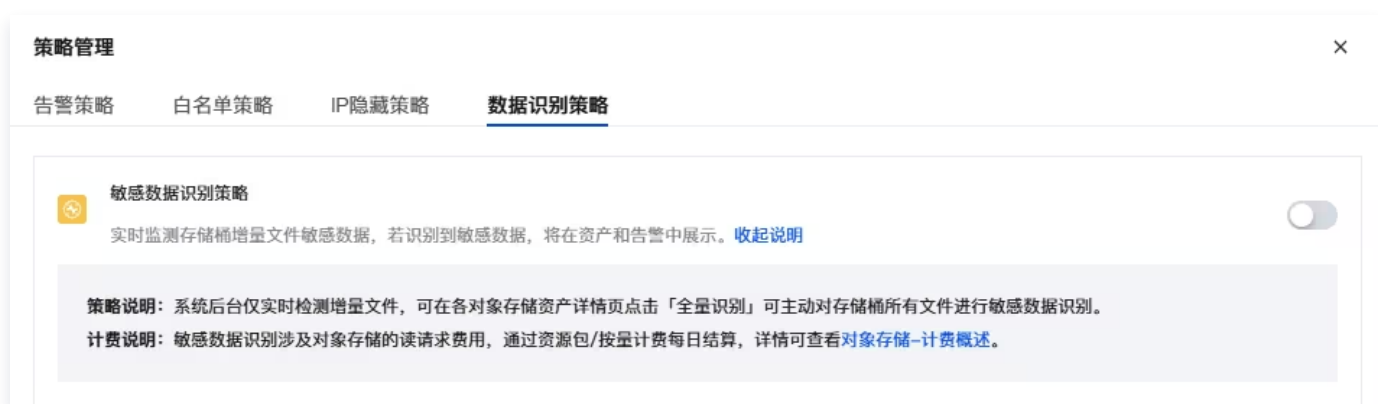 策略管理
告警策略 白名单策略 IP隐藏策略 数据识别策略
敏感数据识别策略
实时监测存储桶增量文件敏感数据，若识别到敏感数据，将在资产和告警中展示。收起说明
策略说明：系统后台仅实时检测增量文件，可在各对象存储资产详情页点击「全量识别」可主动对存储桶所有文件进行敏感数据识别。
计费说明：敏感数据识别涉及对象存储的读请求费用，通过资源包/按量计费每日结算，详情可查看对象存储-计费概述。